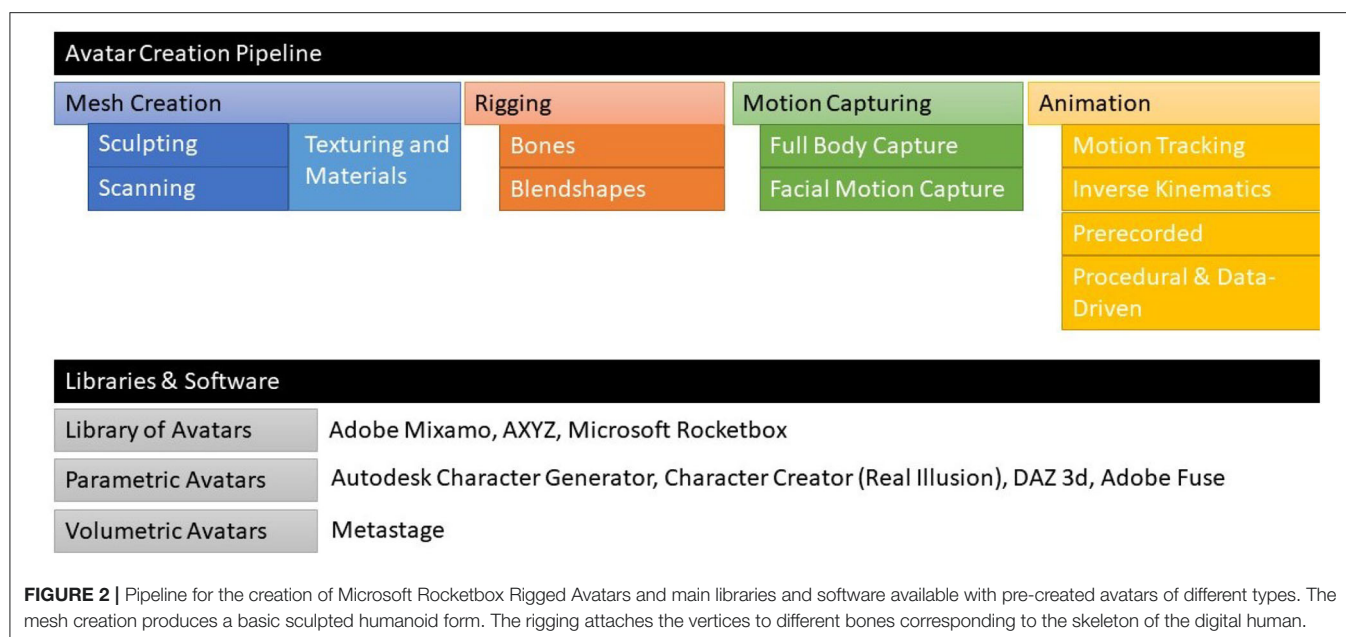 Avatar Creation Pipeline
Mesh Creation
Sculpting
Scanning
Texturing and
Materials
Rigging
Bones
Blendshapes
Motion Capturing
Full Body Capture
Facial Motion Capture
Animation
Motion Tracking
Inverse Kinematics
Prerecorded
Procedural & Data-
Driven
Libraries & Software
Library of Avatars
Adobe Mixamo, AXYZ, Microsoft Rocketbox
Parametric Avatars
Autodesk Character Generator, Character Creator (Real Illusion), DAZ 3d, Adobe Fuse
Volumetric Avatars
Metastage
FIGURE 2 | Pipeline for the creation of Microsoft Rocketbox Rigged Avatars and main libraries and software available with pre-created avatars of different types. The
mesh creation produces a basic sculpted humanoid form. The rigging attaches the vertices to different bones corresponding to the skeleton of the digital human.